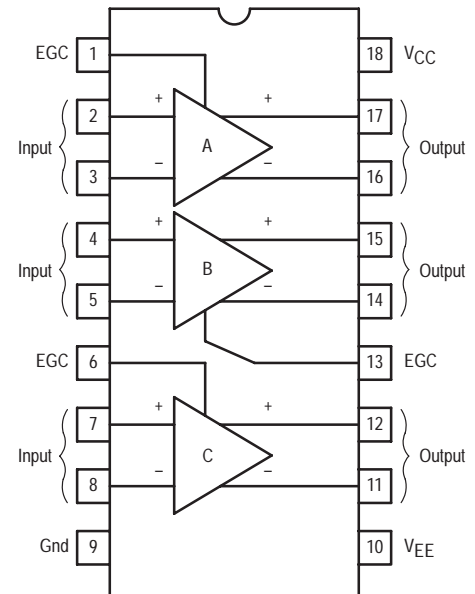 EGC 1 18 VCC
2 + + 17
Input A Output
3 − − 16
4 + + 15
Input B Output
5 − − 14
EGC 6 13 EGC
7 + + 12
Input C Output
8 − − 11
Gnd 9 10 VEE